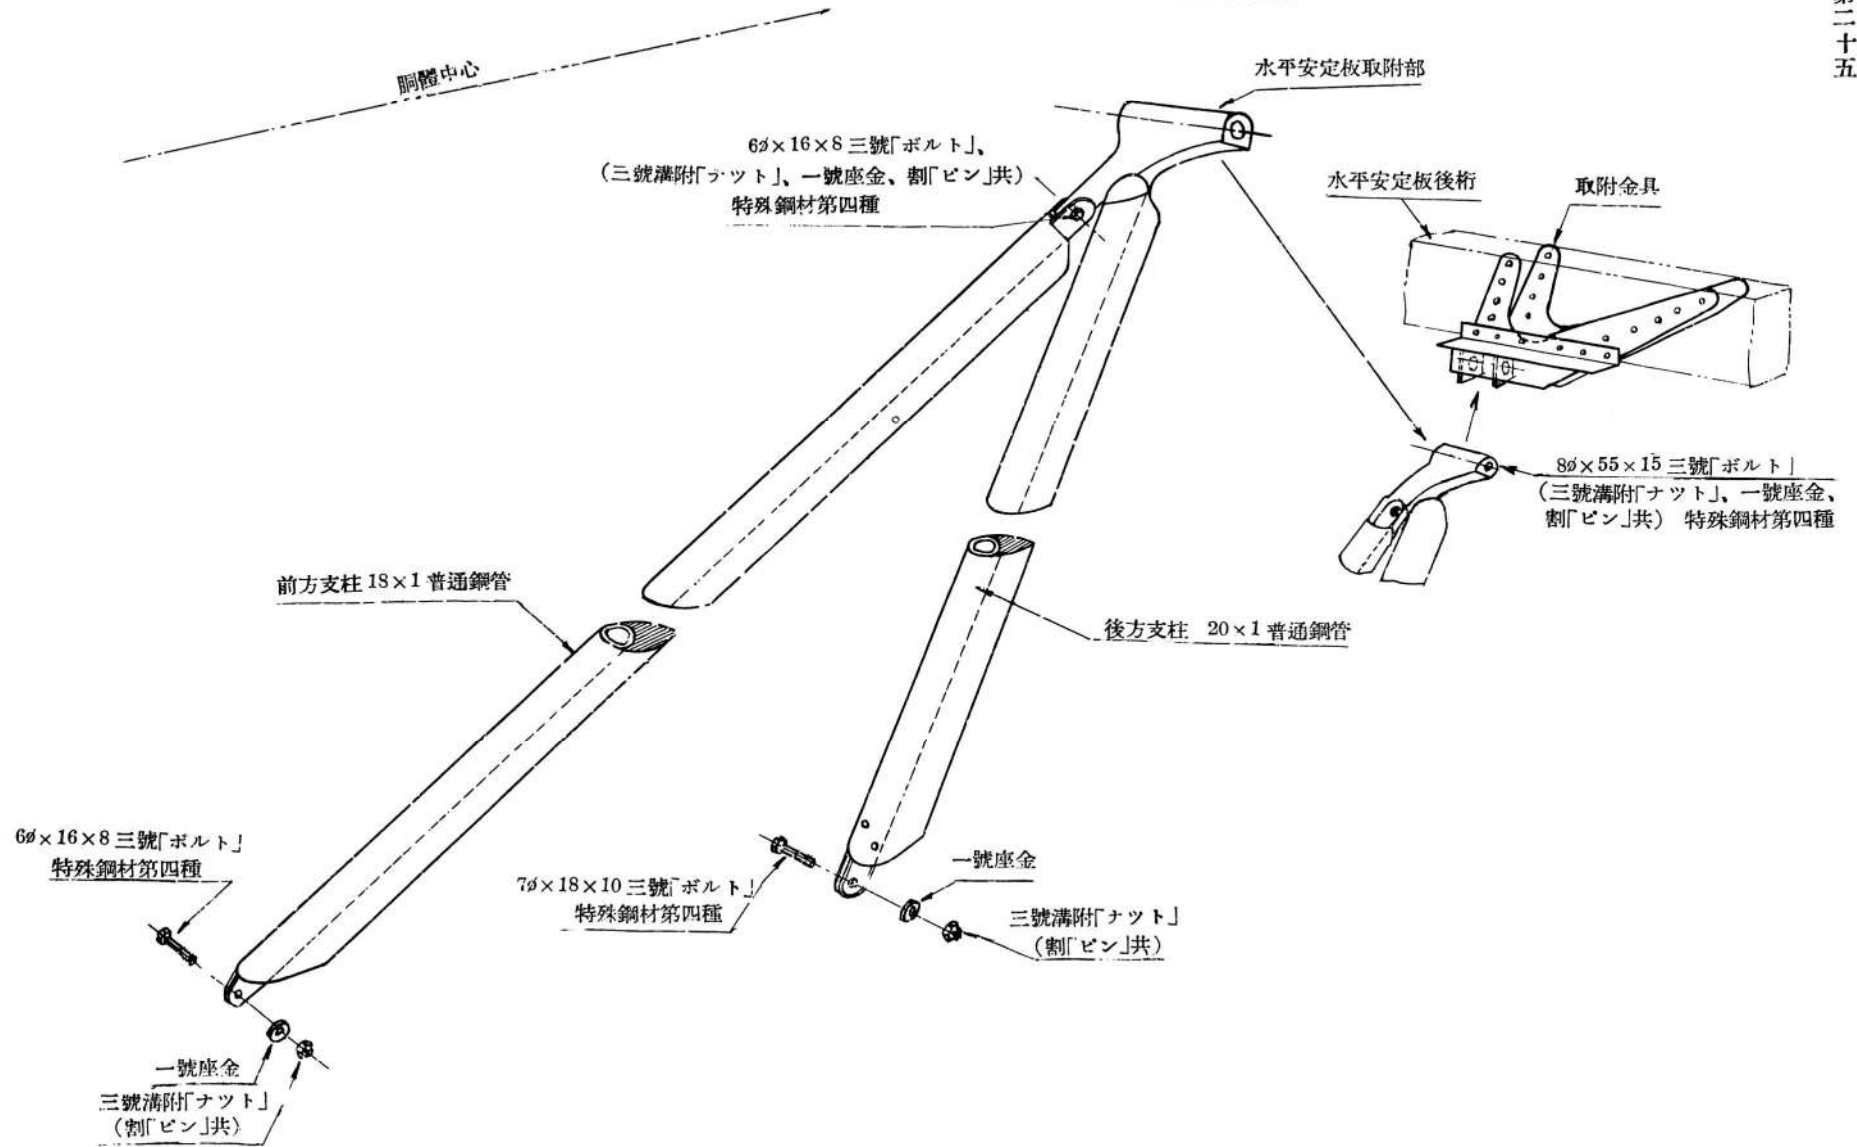 第二十五
胴體中心
水平安定板取附部
6ø×16×8 三號「ボルト」、
(三號溝附「ナツト」、一號座金、割「ピン」共)
特殊鋼材第四種
水平安定板後桁
取附金具
8ø×55×15 三號「ボルト」
(三號溝附「ナツト」、一號座金、
割「ピン」共) 特殊鋼材第四種
前方支柱 18×1 普通鋼管
後方支柱 20×1 普通鋼管
6ø×16×8 三號「ボルト」
特殊鋼材第四種
7ø×18×10 三號「ボルト」
特殊鋼材第四種
一號座金
三號溝附「ナツト」
(割「ピン」共)
一號座金
三號溝附「ナツト」
(割「ピン」共)